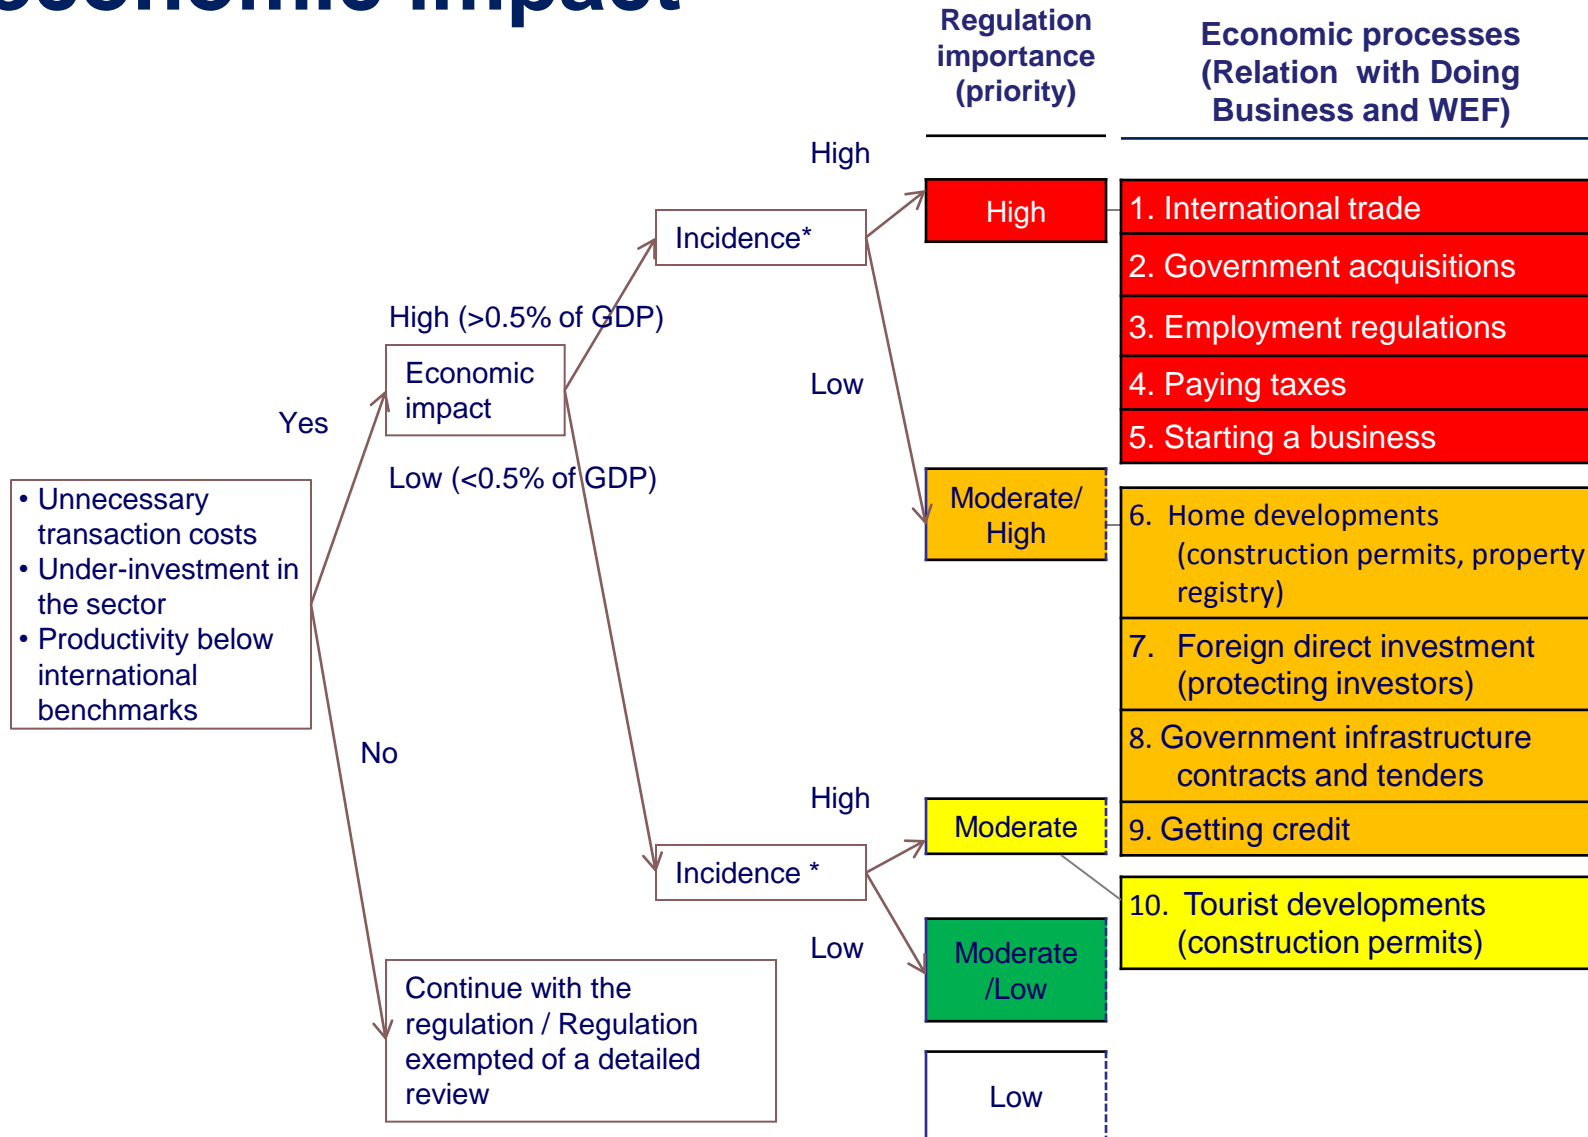 economic impact
Regulation
importance
(priority)
Economic processes
(Relation with Doing
Business and WEF)
High
High
1. International trade
Incidence*
2. Government acquisitions
High (>0.5% of GDP)
3. Employment regulations
Economic
impact
Low
4. Paying taxes
Yes
5. Starting a business
Low (<0.5% of GDP)
• Unnecessary
transaction costs
• Under-investment in
the sector
• Productivity below
international
benchmarks
Moderate/
High
6. Home developments
(construction permits, property
registry)
7. Foreign direct investment
(protecting investors)
8. Government infrastructure
contracts and tenders
No
High
Moderate
9. Getting credit
Incidence *
10. Tourist developments
(construction permits)
Low
Moderate
/Low
Continue with the
regulation / Regulation
exempted of a detailed
review
Low